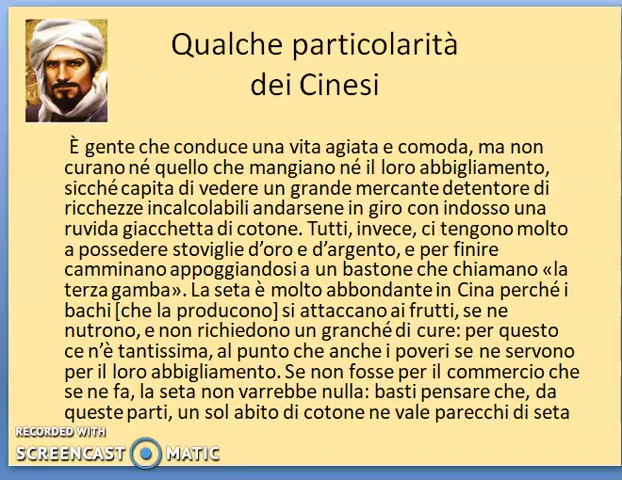 Qualche particolarità
dei Cinesi
È gente che conduce una vita agiata e comoda, ma non
curano né quello che mangiano né il loro abbigliamento,
sicché capita di vedere un grande mercante detentore di
ricchezze incalcolabili andarsene in giro con indosso una
ruvida giacchetta di cotone. Tutti, invece, ci tengono molto
a possedere stoviglie d’oro e d’argento, e per finire
camminano appoggiandosi a un bastone che chiamano «la
terza gamba». La seta è molto abbondante in Cina perché i
bachi [che la producono] si attaccano ai frutti, se ne
nutrono, e non richiedono un granché di cure: per questo
ce n’è tantissima, al punto che anche i poveri se ne servono
per il loro abbigliamento. Se non fosse per il commercio che
se ne fa, la seta non varrebbe nulla: basti pensare che, da
queste parti, un sol abito di cotone ne vale parecchi di seta
RECORDED WITH
SCREENCAST MATIC